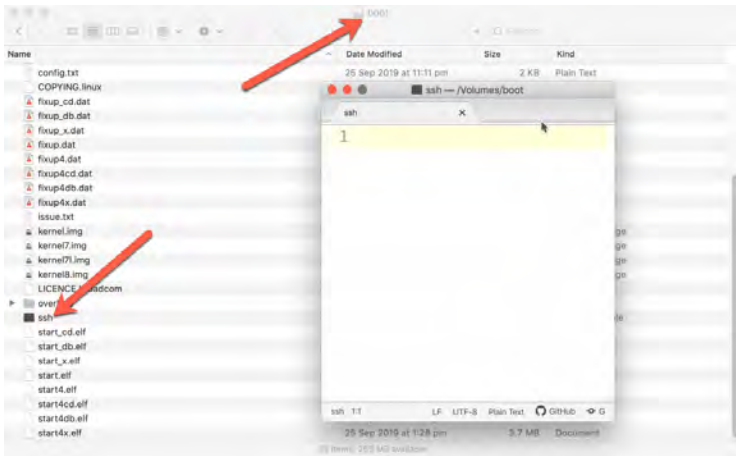 boot
Name Date Modified Size Kind
config.txt 25 Sep 2019 at 11:11 pm 2 KB Plain Text
COPYING.linux
fixup_cd.dat
fixup_db.dat
fixup_x.dat
fixup.dat
fixup4.dat
fixup4cd.dat
fixup4db.dat
fixup4x.dat
issue.txt
kernel.img
kernel7.img
kernel7l.img
kernel8.img
ssh
start_cd.elf
start_db.elf
start_x.elf
start.elf
start4.elf
start4cd.elf
start4db.elf
start4x.elf 25 Sep 2019 at 1:28 pm 3.7 MB Document
ssh — /Volumes/boot
ssh
1
ssh 1:1 LF UTF-8 Plain Text GitHub G